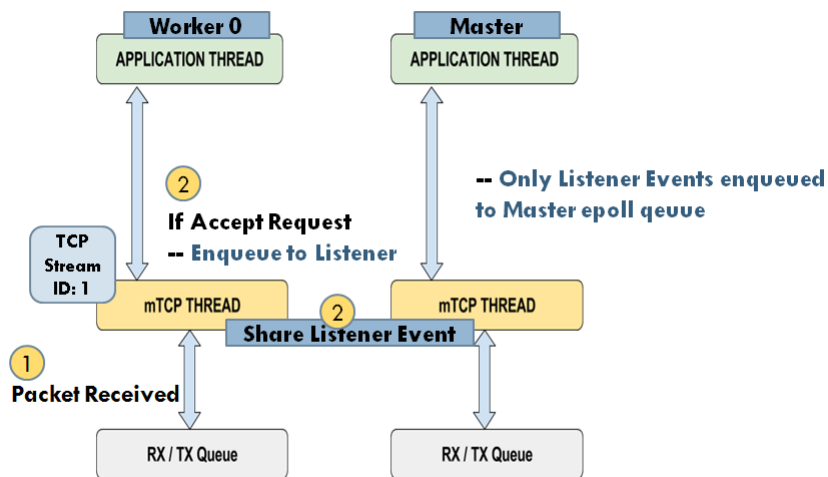 Worker 0
Master
APPLICATION THREAD
APPLICATION THREAD
2
If Accept Request
-- Enqueue to Listener
-- Only Listener Events enqueued
to Master epoll qeuue
TCP
Stream
ID: 1
mTCP THREAD
mTCP THREAD
2
Share Listener Event
1
Packet Received
RX / TX Queue
RX / TX Queue